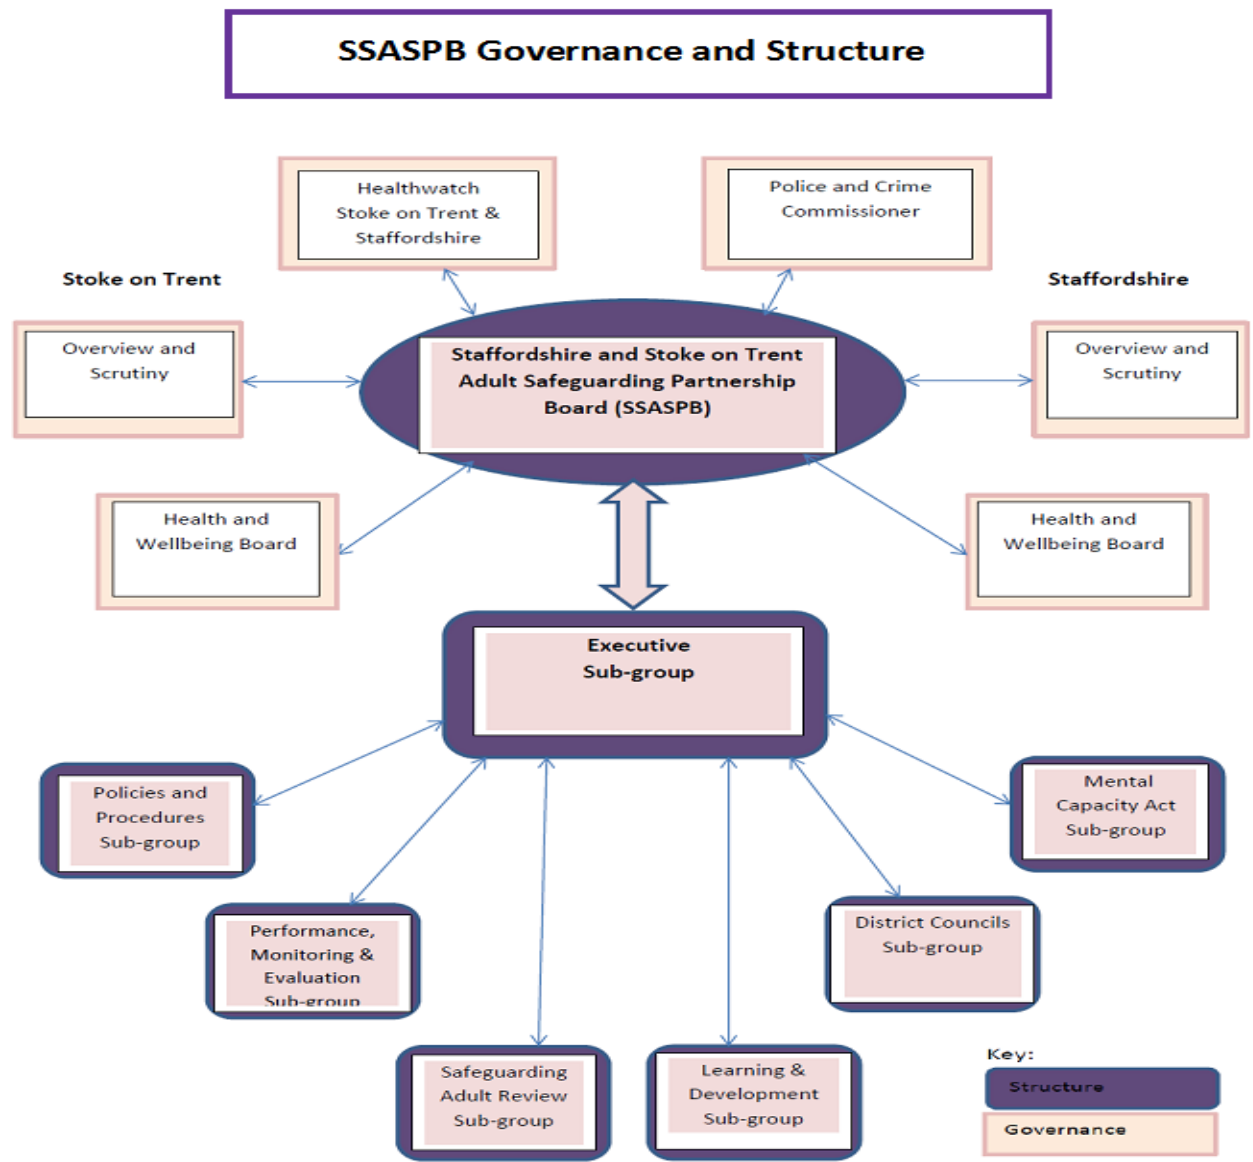 SSASPB Governance and Structure
Healthwatch
Stoke on Trent &
Staffordshire
Police and Crime
Commissioner
Stoke on Trent
Staffordshire
Overview and
Scrutiny
Staffordshire and Stoke on Trent
Adult Safeguarding Partnership
Board (SSASPB)
Overview and
Scrutiny
Health and
Wellbeing Board
Health and
Wellbeing Board
Executive
Sub-group
Policies and
Procedures
Sub-group
Mental
Capacity Act
Sub-group
Performance,
Monitoring &
Evaluation
Sub-group
District Councils
Sub-group
Safeguarding
Adult Review
Sub-group
Learning &
Development
Sub-group
Key:
Structure
Governance